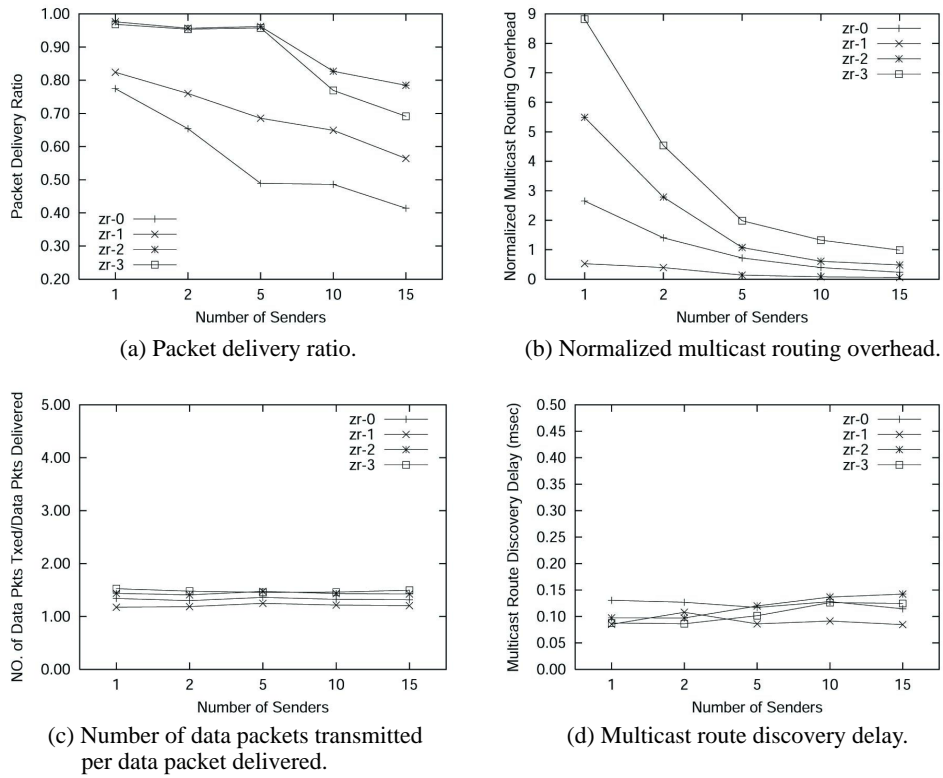 1.00
0.90
0.80
0.70
0.60
0.50
0.40
0.30
0.20
Packet Delivery Ratio
zr-0
zr-1
zr-2
zr-3
1 2 5 10 15
Number of Senders
(a) Packet delivery ratio.
9
8
7
6
5
4
3
2
1
0
Normalized Multicast Routing Overhead
zr-0
zr-1
zr-2
zr-3
1 2 5 10 15
Number of Senders
(b) Normalized multicast routing overhead.
5.00
4.00
3.00
2.00
1.00
0.00
NO. of Data Pkts Txed/Data Pkts Delivered
zr-0
zr-1
zr-2
zr-3
1 2 5 10 15
Number of Senders
(c) Number of data packets transmitted
per data packet delivered.
0.50
0.45
0.40
0.35
0.30
0.25
0.20
0.15
0.10
0.05
0.00
Multicast Route Discovery Delay (msec)
zr-0
zr-1
zr-2
zr-3
1 2 5 10 15
Number of Senders
(d) Multicast route discovery delay.